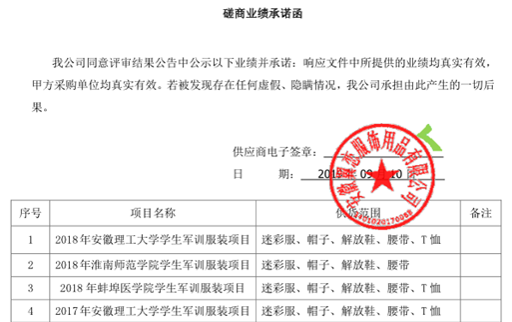 磋商业绩承诺函
我公司同意评审结果公告中公示以下业绩并承诺：响应文件中所提供的业绩均真实有效，
甲方采购单位均真实有效。若被发现存在任何虚假、隐瞒情况，我公司承担由此产生的一切后
果。
供应商电子签章：
日 期： 201 09 10
序号 项目名称 供货范围 备注
1 2018年安徽理工大学学生军训服装项目 迷彩服、帽子、解放鞋、腰带、T恤
2 2018年淮南师范学院学生军训服装项目 迷彩服、帽子、解放鞋、腰带
3 2018年蚌埠医学院学生军训服装项目 迷彩服、帽子、解放鞋、腰带、T恤
4 2017年安徽理工大学学生军训服装项目 迷彩服、帽子、解放鞋、腰带、T恤